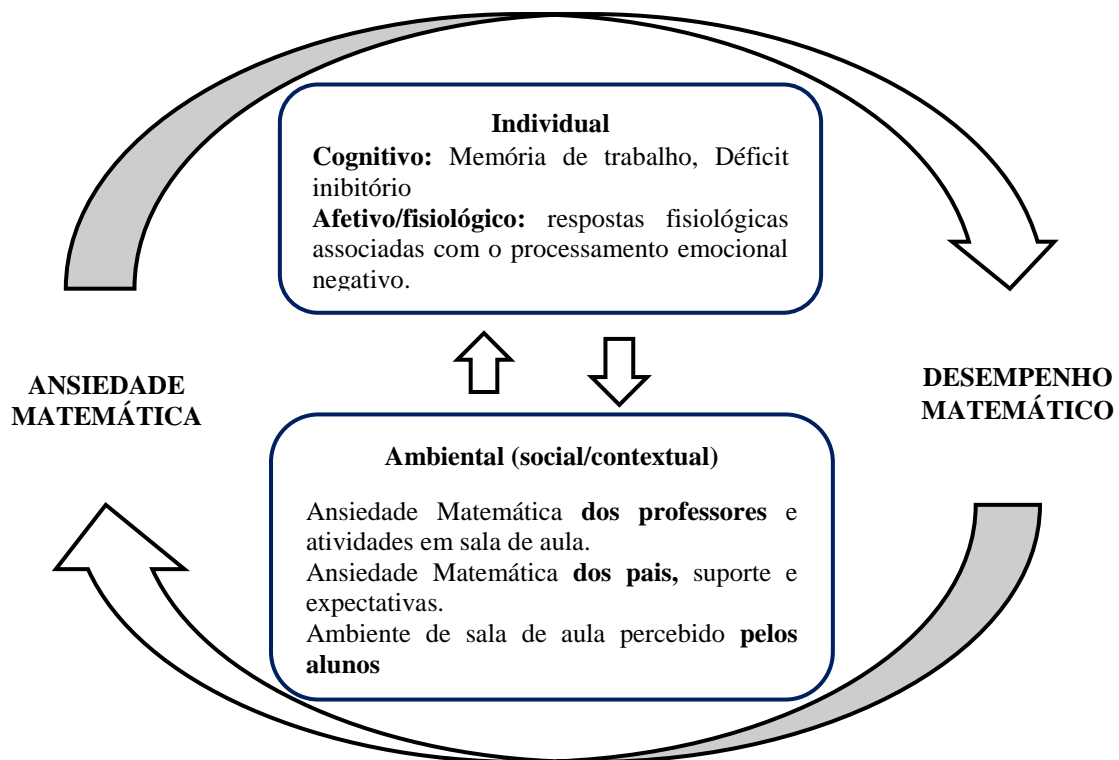 Individual
Cognitivo: Memória de trabalho, Déficit
inibitório
Afetivo/fisiológico: respostas fisiológicas
associadas com o processamento emocional
negativo.
ANSIEDADE
MATEMÁTICA
DESEMPENHO
MATEMÁTICO
Ambiental (social/contextual)
Ansiedade Matemática dos professores e
atividades em sala de aula.
Ansiedade Matemática dos pais, suporte e
expectativas.
Ambiente de sala de aula percebido pelos
alunos